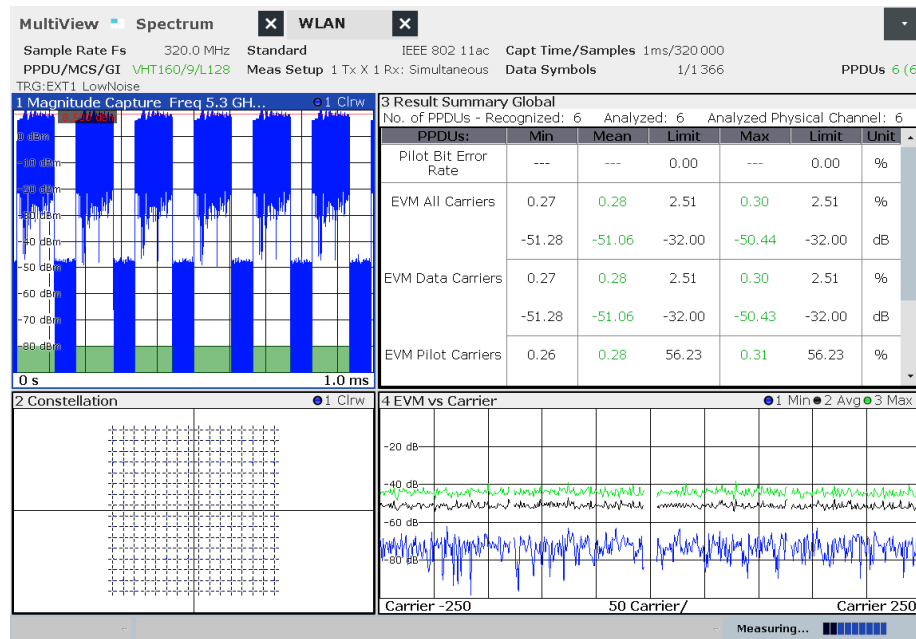 MultiView Spectrum X WLAN X
Sample Rate Fs 320.0 MHz Standard IEEE 802 11ac Capt Time/Samples 1ms/320 000
PPDU/MCS/GI VHT160/9/L128 Meas Setup 1 Tx X 1 Rx: Simultaneous Data Symbols 1/1 366 PPDUs 6 (6
TRG:EXT1 LowNoise
1 Magnitude Capture Freq 5.3 GH... 1 Clrw
0 dBm
-10 dBm
-20 dBm
-30 dBm
-40 dBm
-50 dBm
-60 dBm
-70 dBm
-80 dBm
0 s 1.0 ms
3 Result Summary Global
No. of PPDUs - Recognized: 6 Analyzed: 6 Analyzed Physical Channel: 6
PPDUs: Min Mean Limit Max Limit Unit
Pilot Bit Error
Rate --- --- 0.00 --- 0.00 %
EVM All Carriers 0.27 0.28 2.51 0.30 2.51 %
-51.28 -51.06 -32.00 -50.44 -32.00 dB
EVM Data Carriers 0.27 0.28 2.51 0.30 2.51 %
-51.28 -51.06 -32.00 -50.43 -32.00 dB
EVM Pilot Carriers 0.26 0.28 56.23 0.31 56.23 %
2 Constellation 1 Clrw
4 EVM vs Carrier 1 Min 2 Avg 3 Max
-20 dB
-40 dB
-60 dB
-80 dB
Carrier -250 50 Carrier/ Carrier 250
Measuring...